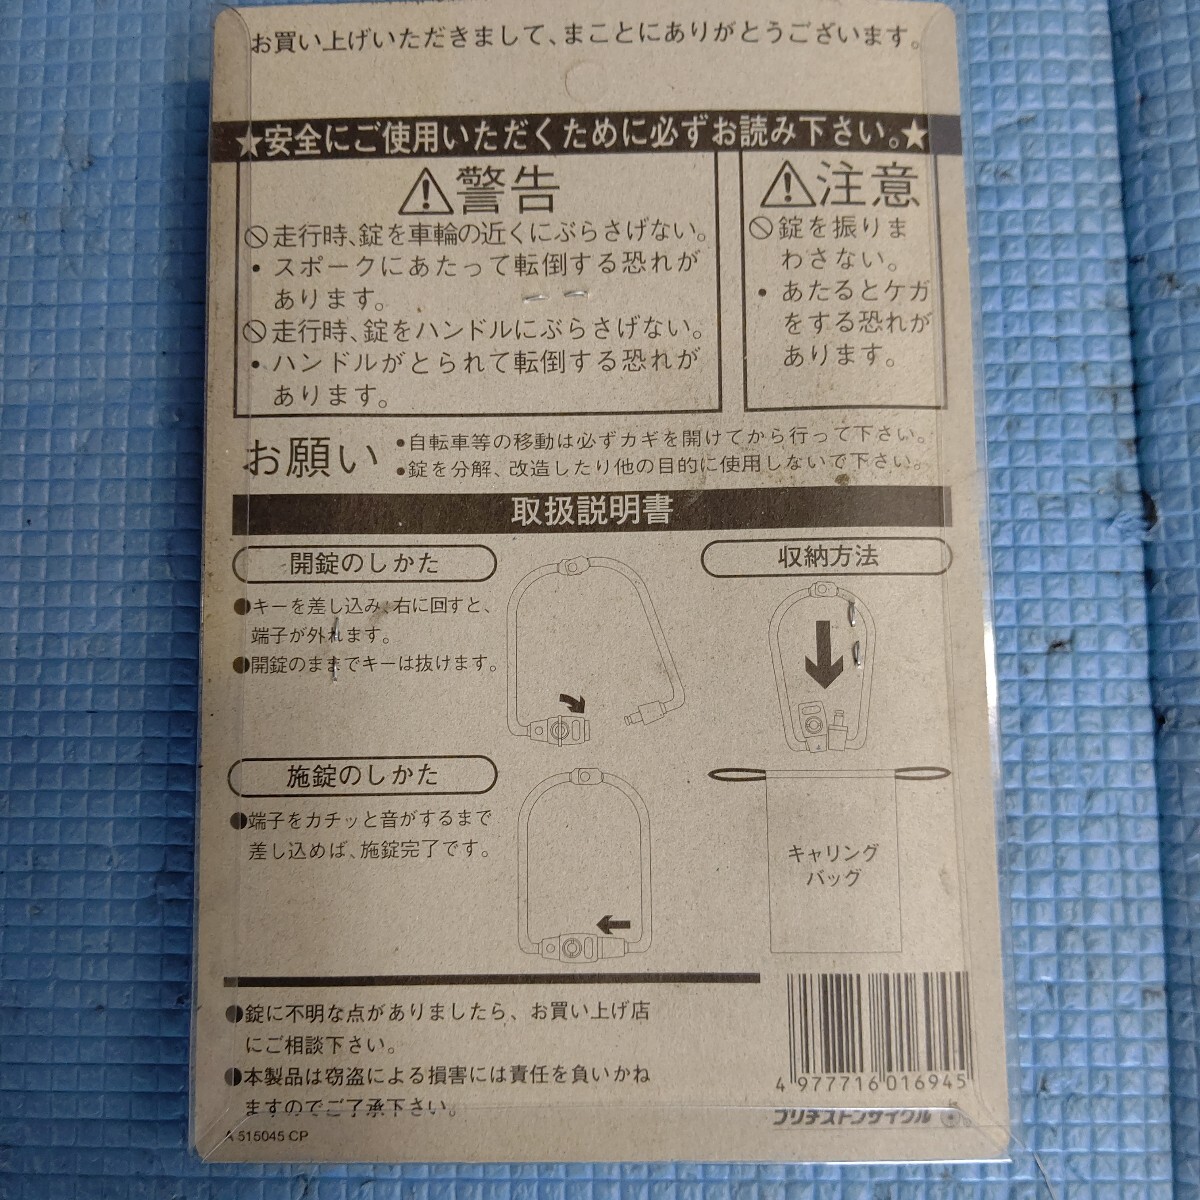 お買い上げいただきまして、まことにありがとうございます。
★安全にご使用いただくために必ずお読み下さい。★
警告
走行時、錠を車輪の近くにぶらさげない。
・スポークにあたって転倒する恐れが
あります。
走行時、錠をハンドルにぶらさげない。
・ハンドルがとられて転倒する恐れが
あります。
注意
錠を振りま
わさない。
・あたるとケガ
をする恐れが
あります。
お願い
•自転車等の移動は必ずカギを開けてから行って下さい。
•錠を分解、改造したり他の目的に使用しないで下さい。
取扱説明書
開錠のしかた
●キーを差し込み、右に回すと、
端子が外れます。
●開錠のままでキーは抜けます。
収納方法
施錠のしかた
●端子をカチッと音がするまで
差し込めば、施錠完了です。
キャリング
バッグ
●錠に不明な点がありましたら、お買い上げ店
にご相談下さい。
●本製品は窃盗による損害には責任を負いかね
ますのでご了承下さい。
4 977716 016945
ブリヂストンサイクル
A 515045 CP